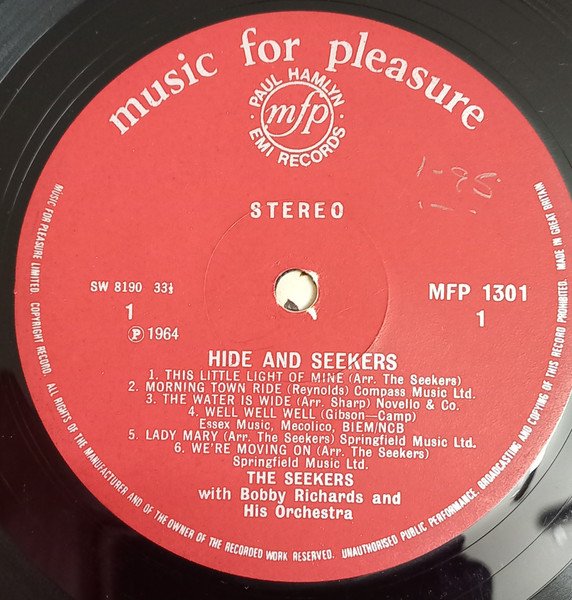 music for pleasure
PAUL HAMLYN
mfp
EMI RECORDS
1-95
STEREO
SW 8190 33⅓
1
Ⓟ 1964
MFP 1301
1
HIDE AND SEEKERS
1. THIS LITTLE LIGHT OF MINE (Arr. The Seekers)
2. MORNING TOWN RIDE (Reynolds) Compass Music Ltd.
3. THE WATER IS WIDE (Arr. Sharp) Novello & Co.
4. WELL WELL WELL (Gibson—Camp)
Essex Music, Mecolico, BIEM/NCB
5. LADY MARY (Arr. The Seekers) Springfield Music Ltd.
6. WE'RE MOVING ON (Arr. The Seekers)
Springfield Music Ltd.
THE SEEKERS
with Bobby Richards and
His Orchestra
MUSIC FOR PLEASURE LIMITED. COPYRIGHT RECORD. ALL RIGHTS OF THE MANUFACTURER AND OF THE OWNER OF THE RECORDED WORK RESERVED. UNAUTHORISED PUBLIC PERFORMANCE, BROADCASTING AND COPYING OF THIS RECORD PROHIBITED. MADE IN GREAT BRITAIN